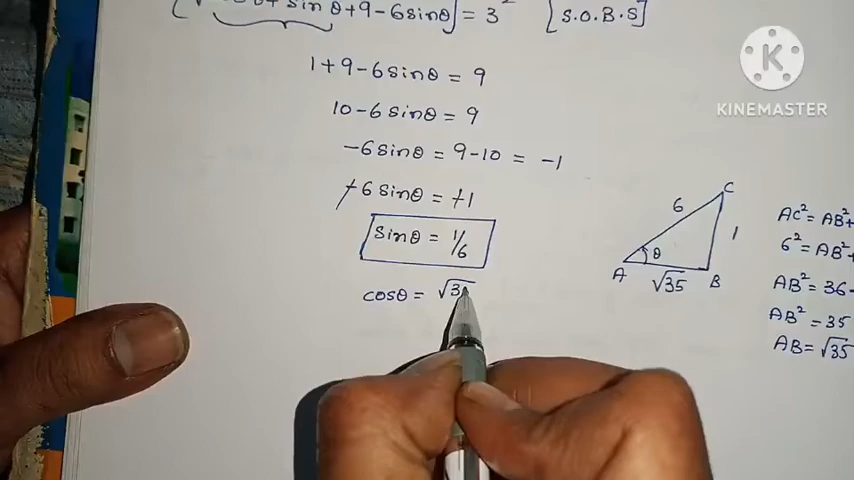 θ+sinθ+9-6sinθ] = 3² [S.O.B.S]
1+9-6sinθ = 9
10-6sinθ = 9
-6sinθ = 9-10 = -1
-6sinθ = -1
sinθ = 1/6
cosθ = √3
C
6
1
θ
A
√35
B
AC² = AB²+
6² = AB²+
AB² = 36-
AB² = 35
AB = √35
K
KINEMASTER